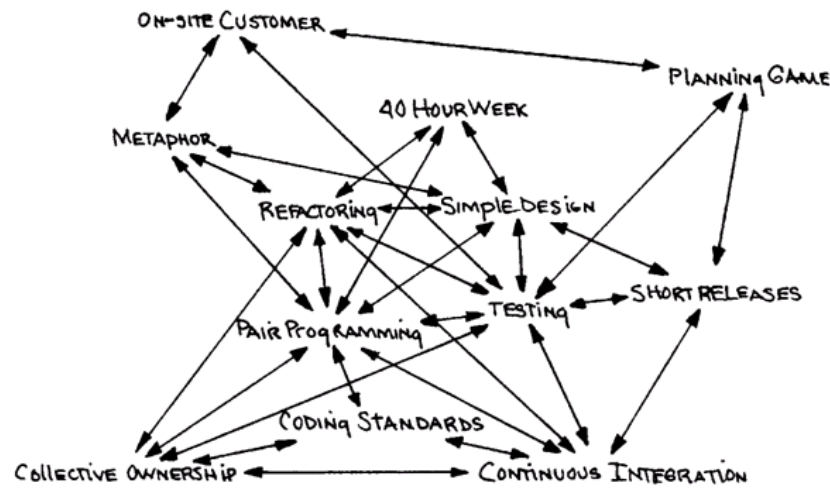 ON-SITE CUSTOMER
PLANNING GAME
40 HOUR WEEK
METAPHOR
REFACTORING
SIMPLE DESIGN
SHORT RELEASES
TESTING
PAIR PROGRAMMING
CODING STANDARDS
COLLECTIVE OWNERSHIP
CONTINUOUS INTEGRATION